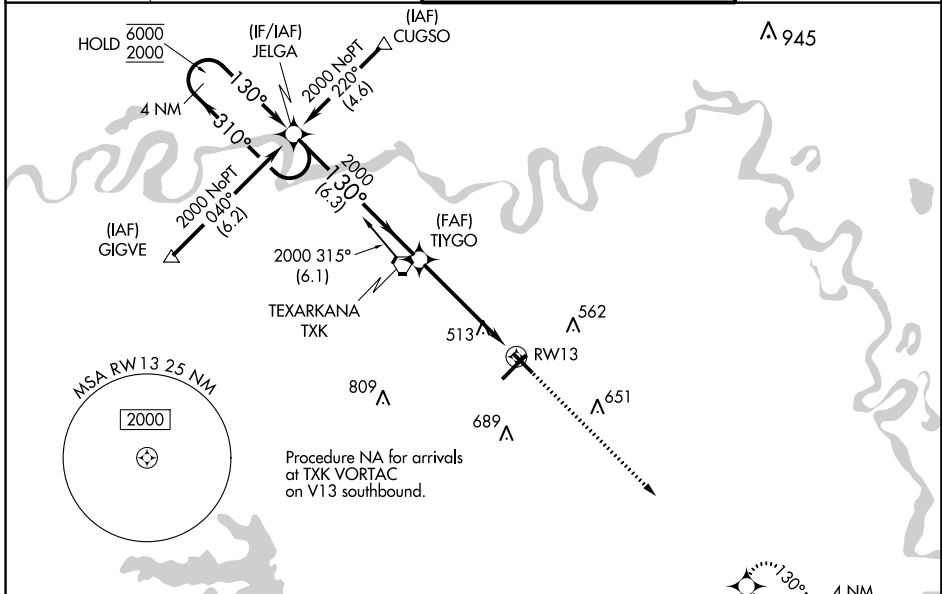 HOLD 6000
2000
4 NM
130°
310°
(IF/IAF)
JELGA
(IAF)
CUGSO
2000 NoPT
220°
(4.6)
945
2000 NoPT
040°
(6.2)
(IAF)
GIGVE
2000
130°
(6.3)
(FAF)
TIYGO
2000 315°
(6.1)
TEXARKANA
TXK
513
562
RW13
809
651
689
MSA RW13 25 NM
2000
Procedure NA for arrivals
at TXK VORTAC
on V13 southbound.
130°
4 NM